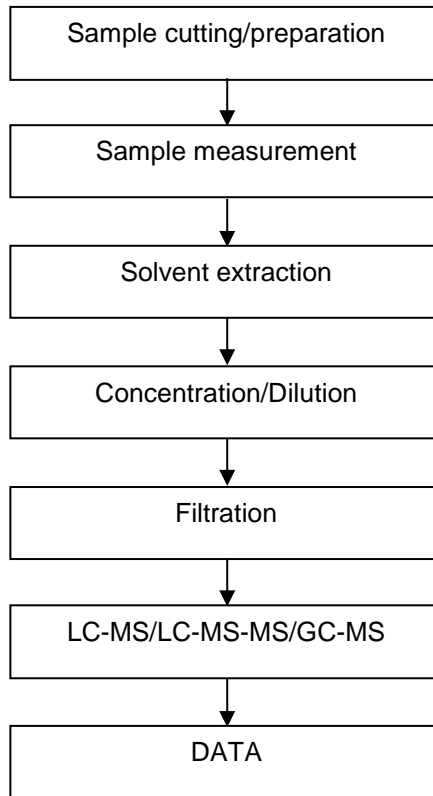 Sample cutting/preparation
Sample measurement
Solvent extraction
Concentration/Dilution
Filtration
LC-MS/LC-MS-MS/GC-MS
DATA